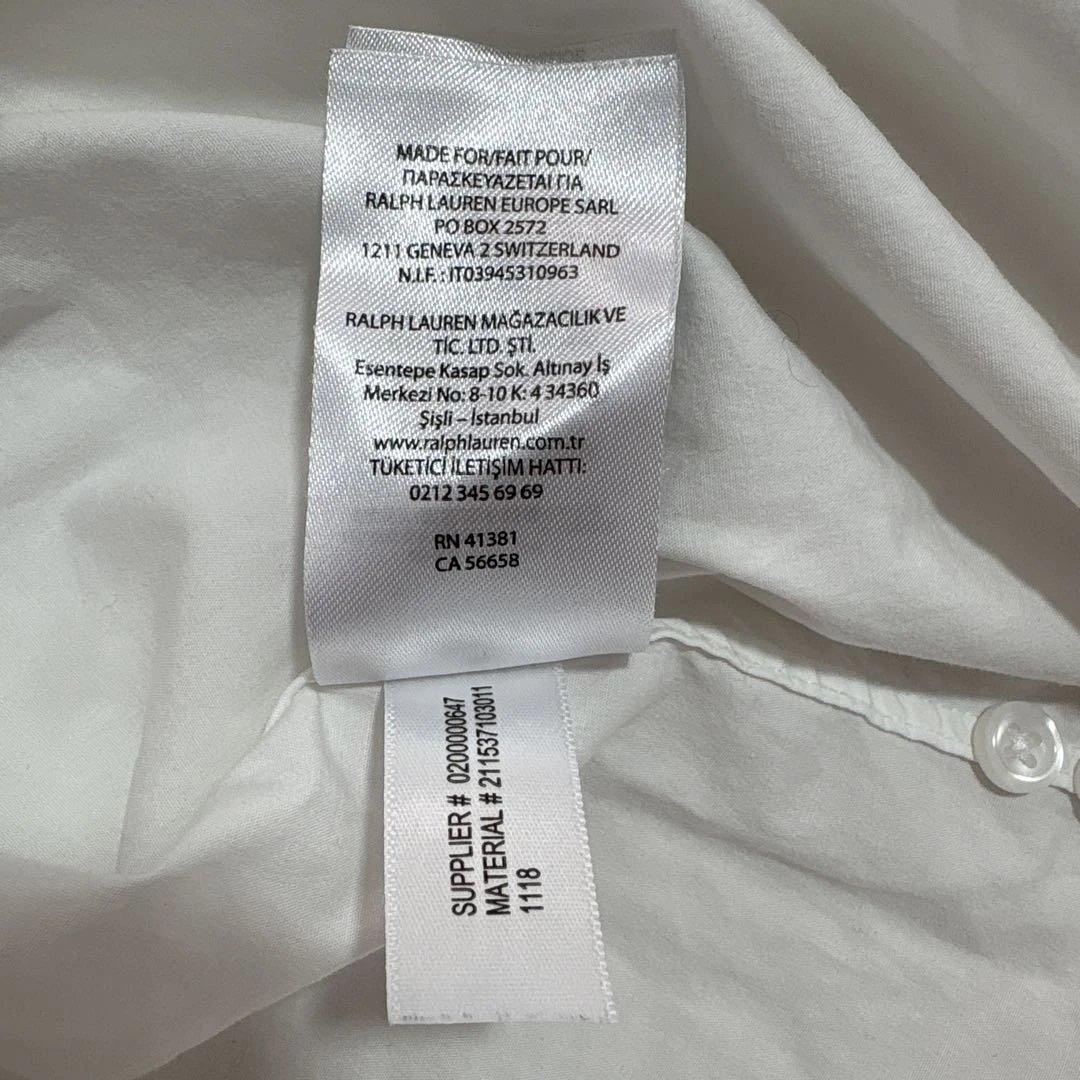 MADE FOR/FAIT POUR/
ΠΑΡΑΣΚΕΥΑΖΕΤΑΙ ΓΙΑ
RALPH LAUREN EUROPE SARL
PO BOX 2572
1211 GENEVA 2 SWITZERLAND
N.I.F. : IT03945310963
RALPH LAUREN MAĞAZACILIK VE
TİC. LTD. ŞTİ.
Esentepe Kasap Sok. Altınay İş
Merkezi No: 8-10 K: 4 34360
Şişli – İstanbul
www.ralphlauren.com.tr
TÜKETİCİ İLETİŞİM HATTI:
0212 345 69 69
RN 41381
CA 56658
SUPPLIER # 0200000647
MATERIAL # 211537103011
1118